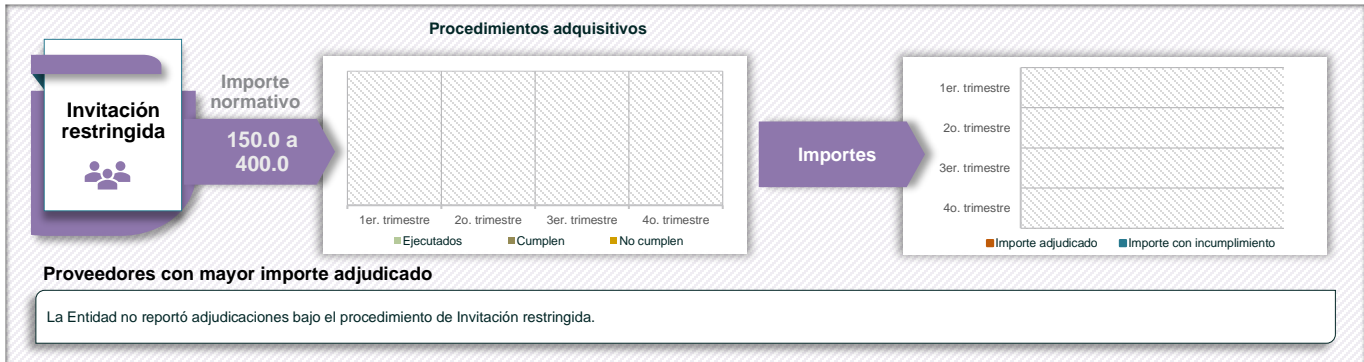 Procedimientos adquisitivos
Invitación
restringida
Importe
normativo
150.0 a
400.0
1er. trimestre
2o. trimestre
3er. trimestre
4o. trimestre
Ejecutados
Cumplen
No cumplen
Importes
1er. trimestre
2o. trimestre
3er. trimestre
4o. trimestre
Importe adjudicado
Importe con incumplimiento
Proveedores con mayor importe adjudicado
La Entidad no reportó adjudicaciones bajo el procedimiento de Invitación restringida.